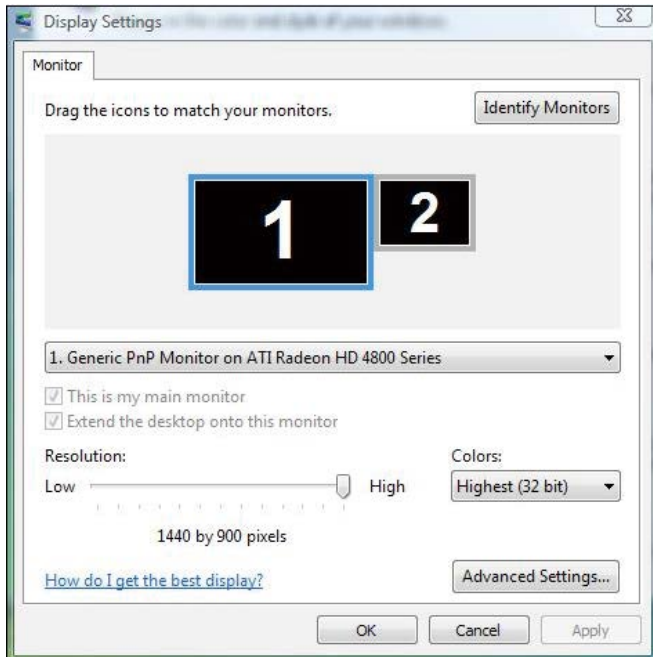 Display Settings
Monitor
Drag the icons to match your monitors.
Identify Monitors
1
2
1. Generic PnP Monitor on ATI Radeon HD 4800 Series
This is my main monitor
Extend the desktop onto this monitor
Resolution:
Colors:
Low
High
Highest (32 bit)
1440 by 900 pixels
How do I get the best display?
Advanced Settings...
OK
Cancel
Apply